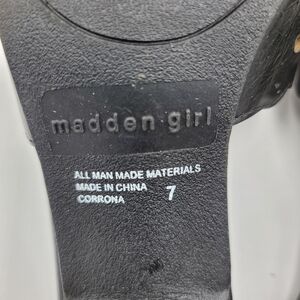 madden girl
ALL MAN MADE MATERIALS
MADE IN CHINA 7
CORRONA